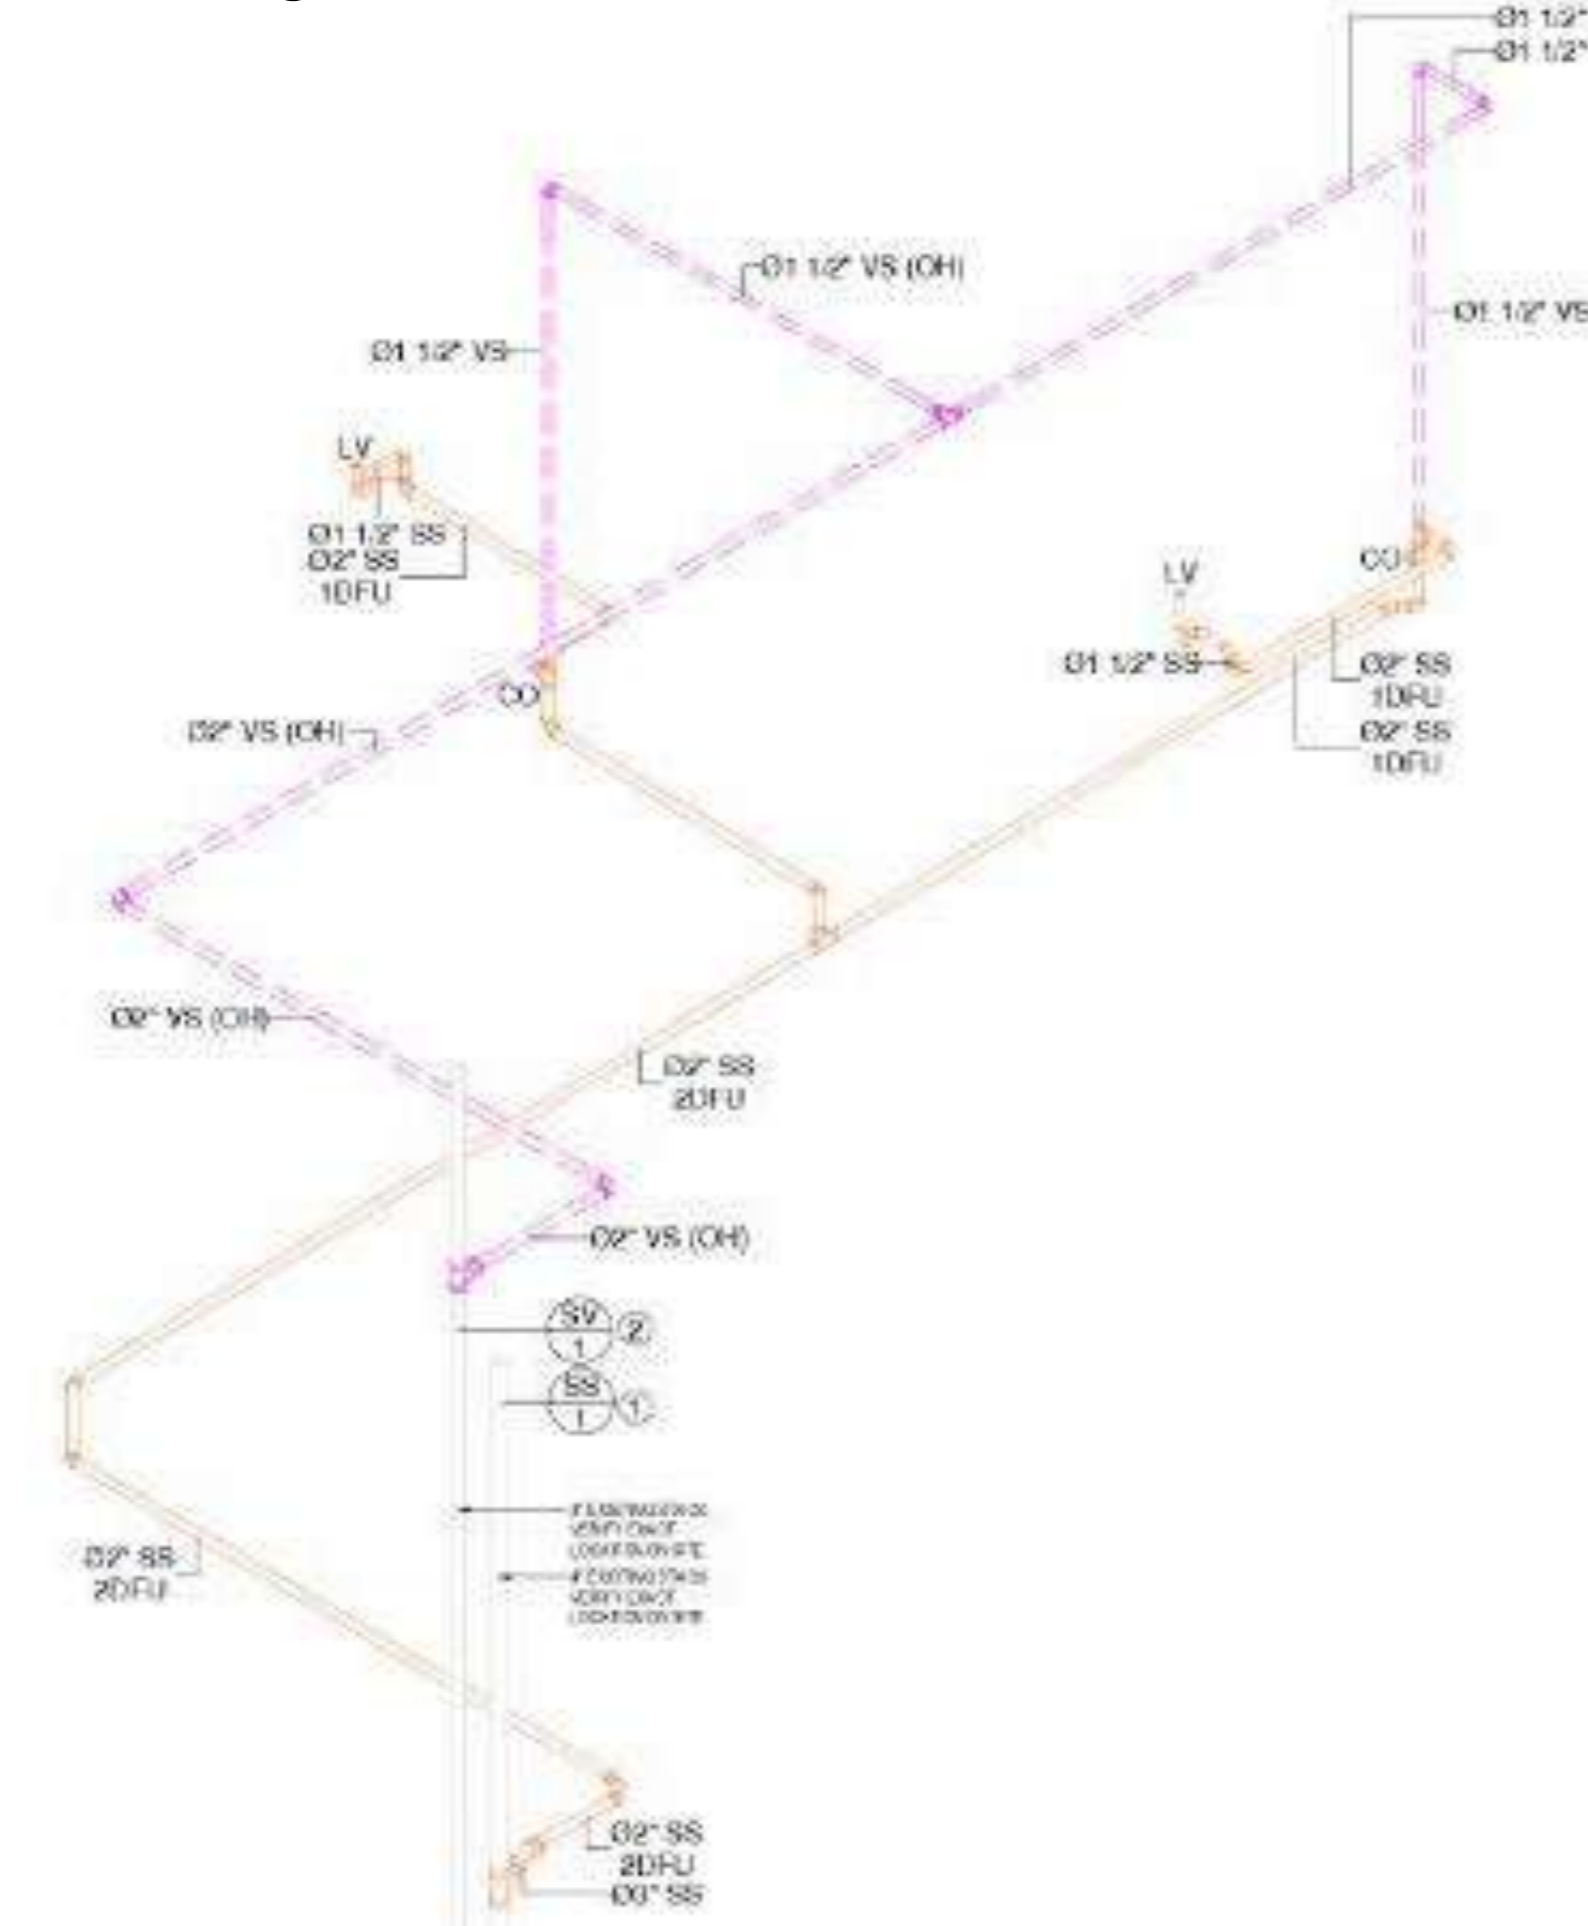 Ø1 1/2"
Ø1 1/2"
Ø1 1/2" VS (OH)
Ø1 1/2" VS
Ø1 1/2" VS
LV
Ø1 1/2" SS
Ø2" SS
1DFU
CO
LV
Ø1 1/2" SS
Ø2" SS
1DFU
Ø2" SS
1DFU
CO
Ø2" VS (OH)
Ø2" VS (OH)
Ø2" SS
2DFU
Ø2" VS (OH)
SV
1
2
SS
1
1
Ø2" SS
2DFU
Ø2" SS
2DFU
Ø3" SS